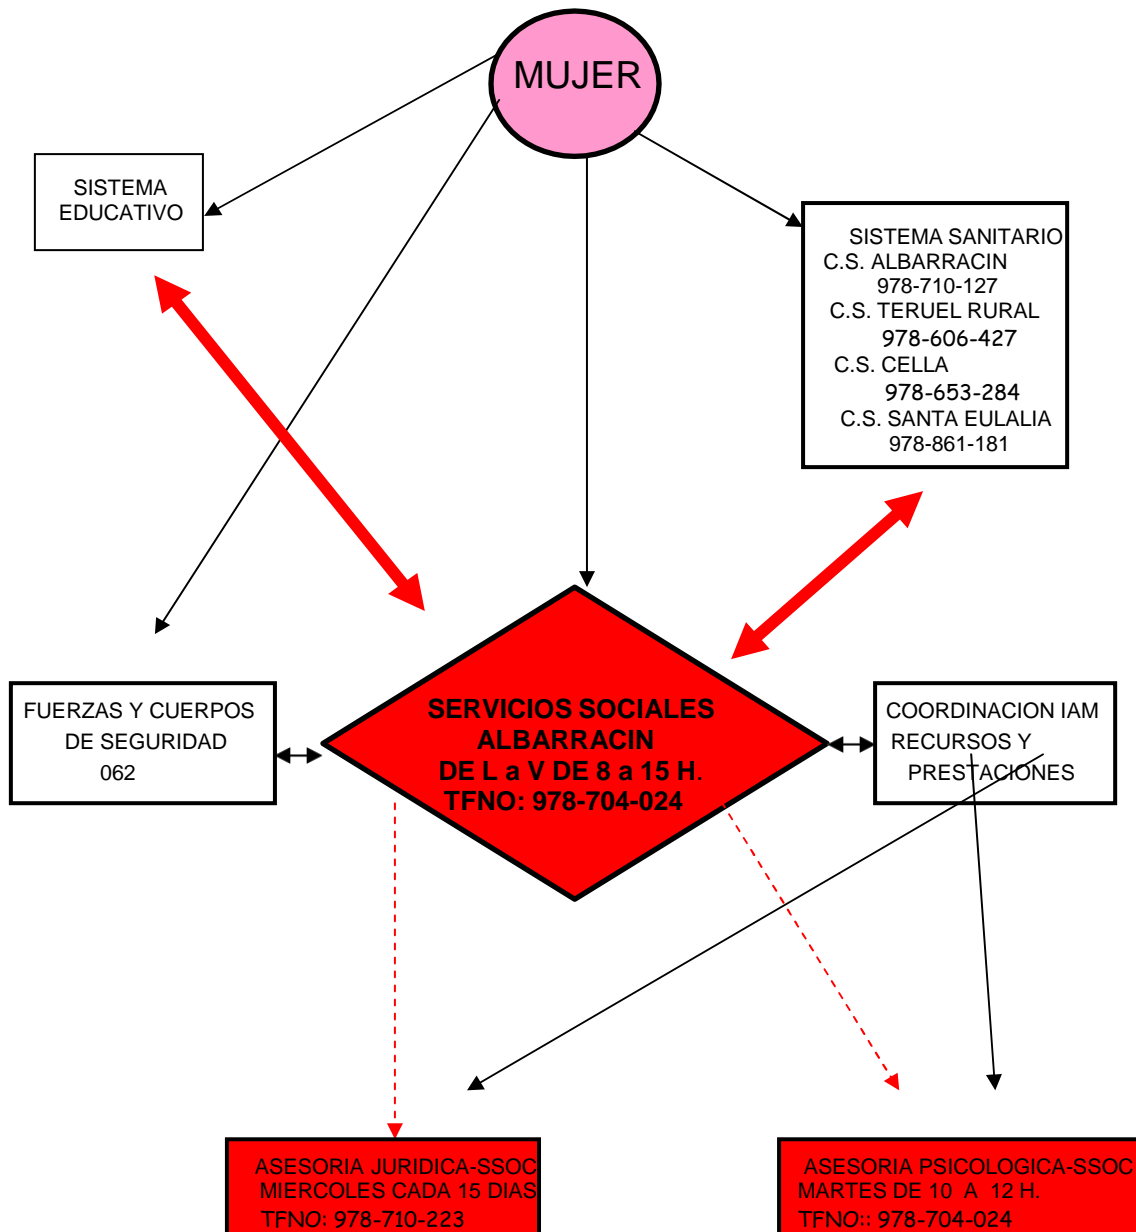 MUJER
SISTEMA
EDUCATIVO
SISTEMA SANITARIO
C.S. ALBARRACIN
978-710-127
C.S. TERUEL RURAL
978-606-427
C.S. CELLA
978-653-284
C.S. SANTA EULALIA
978-861-181
FUERZAS Y CUERPOS
DE SEGURIDAD
062
SERVICIOS SOCIALES
ALBARRACIN
DE L a V DE 8 a 15 H.
TFNO: 978-704-024
COORDINACION IAM
RECURSOS Y
PRESTACIONES
ASESORIA JURIDICA-SSOC
MIERCOLES CADA 15 DIAS
TFNO: 978-710-223
ASESORIA PSICOLOGICA-SSOC
MARTES DE 10 A 12 H.
TFNO:: 978-704-024